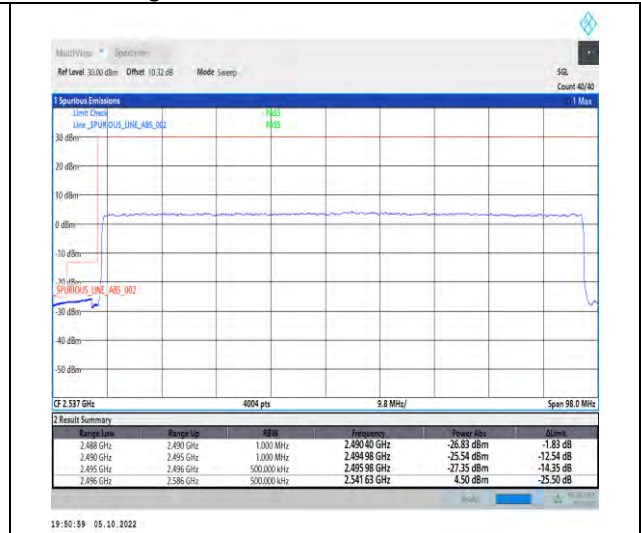 MultiView Spectrum
Ref Level 30.00 dBm Offset 10.32 dB Mode Sweep SGL
Count 40/40
1 Spurious Emissions 1 Max
Limit Check PASS
Line _SPURIOUS_LINE_ABS_002 PASS
30 dBm
20 dBm
10 dBm
0 dBm
-10 dBm
-20 dBm
_SPURIOUS_LINE_ABS_002
-30 dBm
-40 dBm
-50 dBm
CF 2.537 GHz 4004 pts 9.8 MHz/ Span 98.0 MHz
2 Result Summary
Range Low Range Up RBW Frequency Power Abs ΔLimit
2.488 GHz 2.490 GHz 1.000 MHz 2.490 40 GHz -26.83 dBm -1.83 dB
2.490 GHz 2.495 GHz 1.000 MHz 2.494 98 GHz -25.54 dBm -12.54 dB
2.495 GHz 2.496 GHz 500.000 kHz 2.495 98 GHz -27.35 dBm -14.35 dB
2.496 GHz 2.586 GHz 500.000 kHz 2.541 63 GHz 4.50 dBm -25.50 dB
19:50:59 05.10.2022